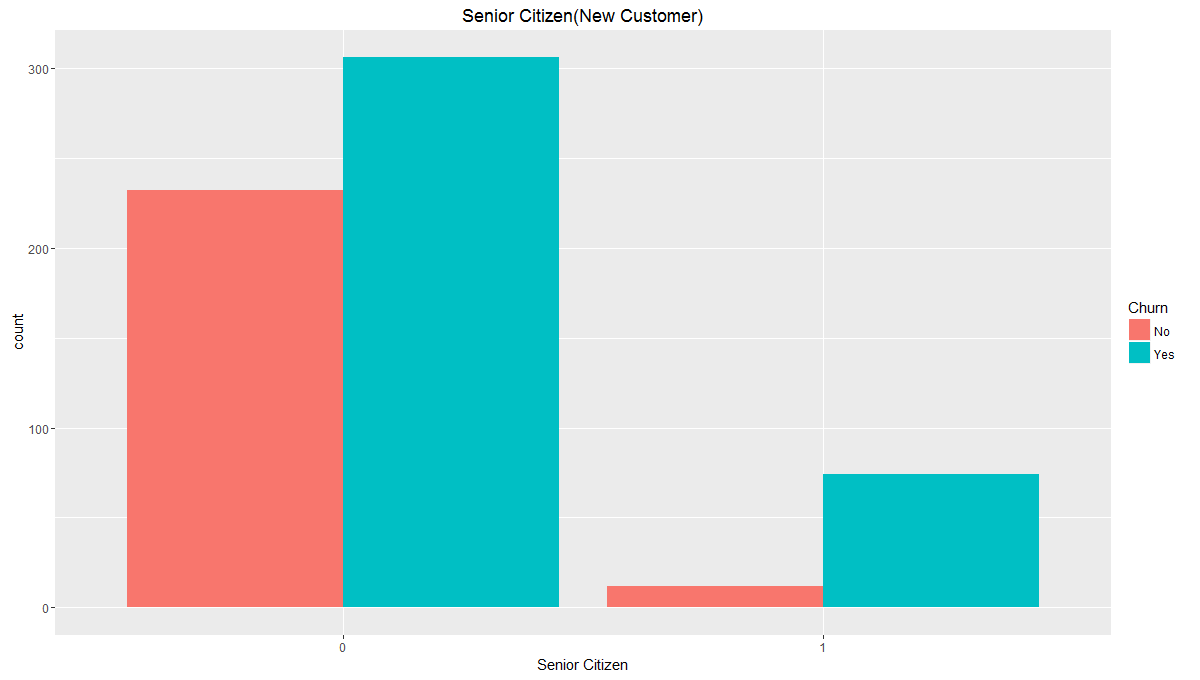 Senior Citizen(New Customer)
300
200
100
0
count
0
1
Senior Citizen
Churn
No
Yes